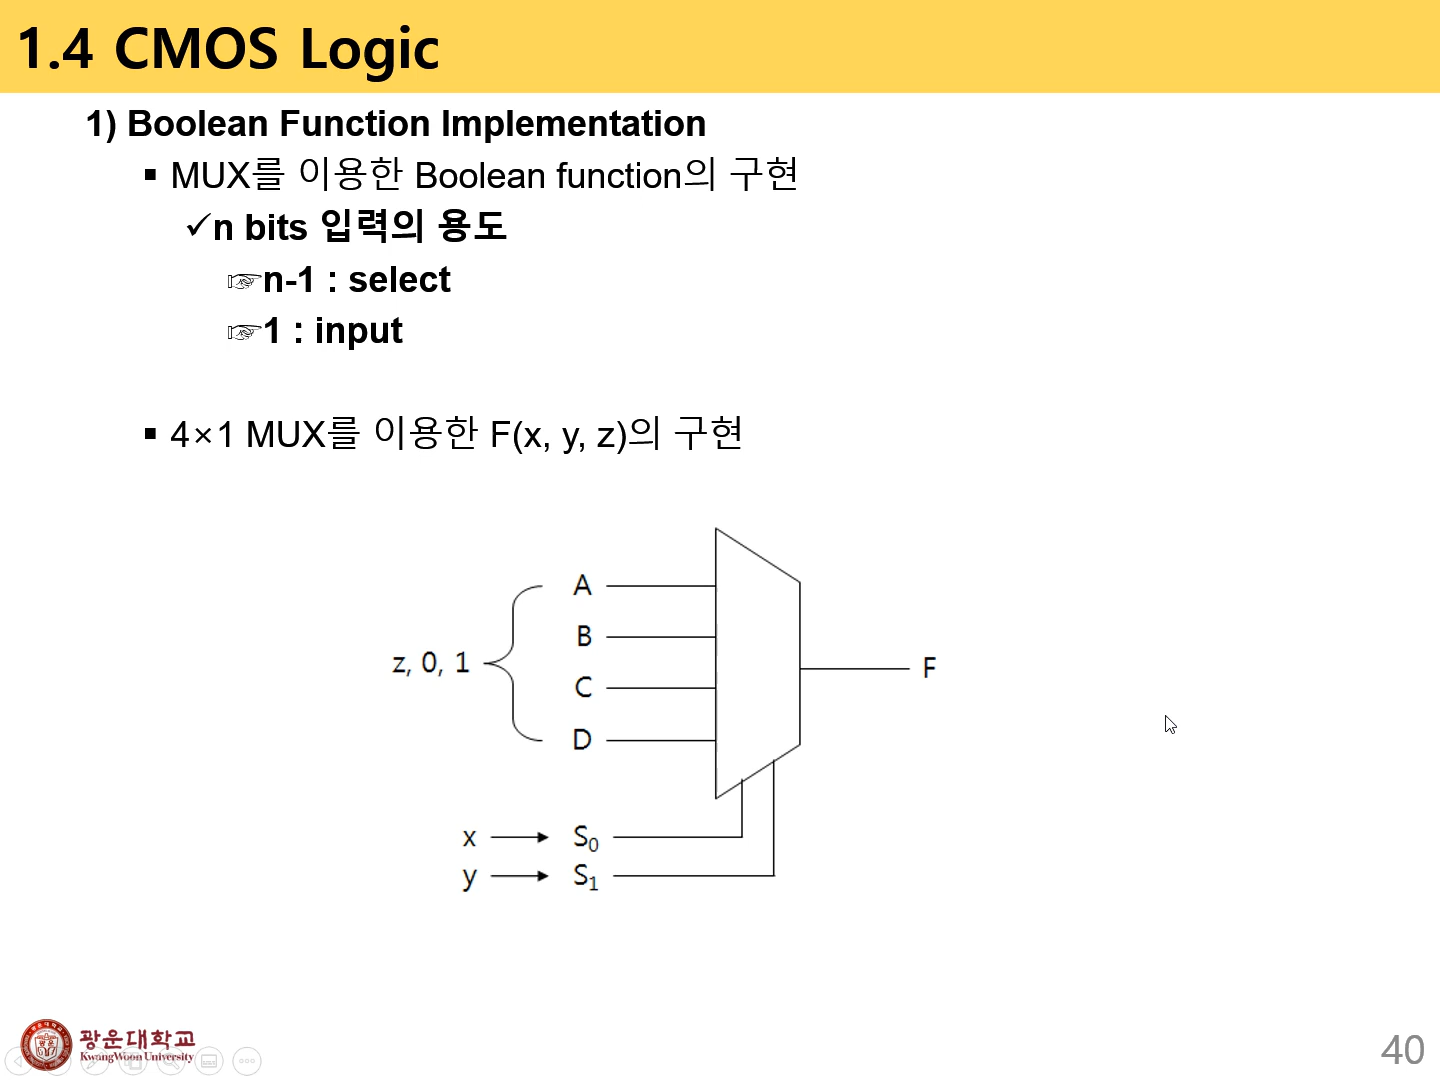 1.4 CMOS Logic
1) Boolean Function Implementation
▪ MUX를 이용한 Boolean function의 구현
✓n bits 입력의 용도
☞n-1 : select
☞1 : input
▪ 4×1 MUX를 이용한 F(x, y, z)의 구현
A
B
z, 0, 1
F
C
D
x S₀
y S₁
광운대학교
KwangWoon University
40